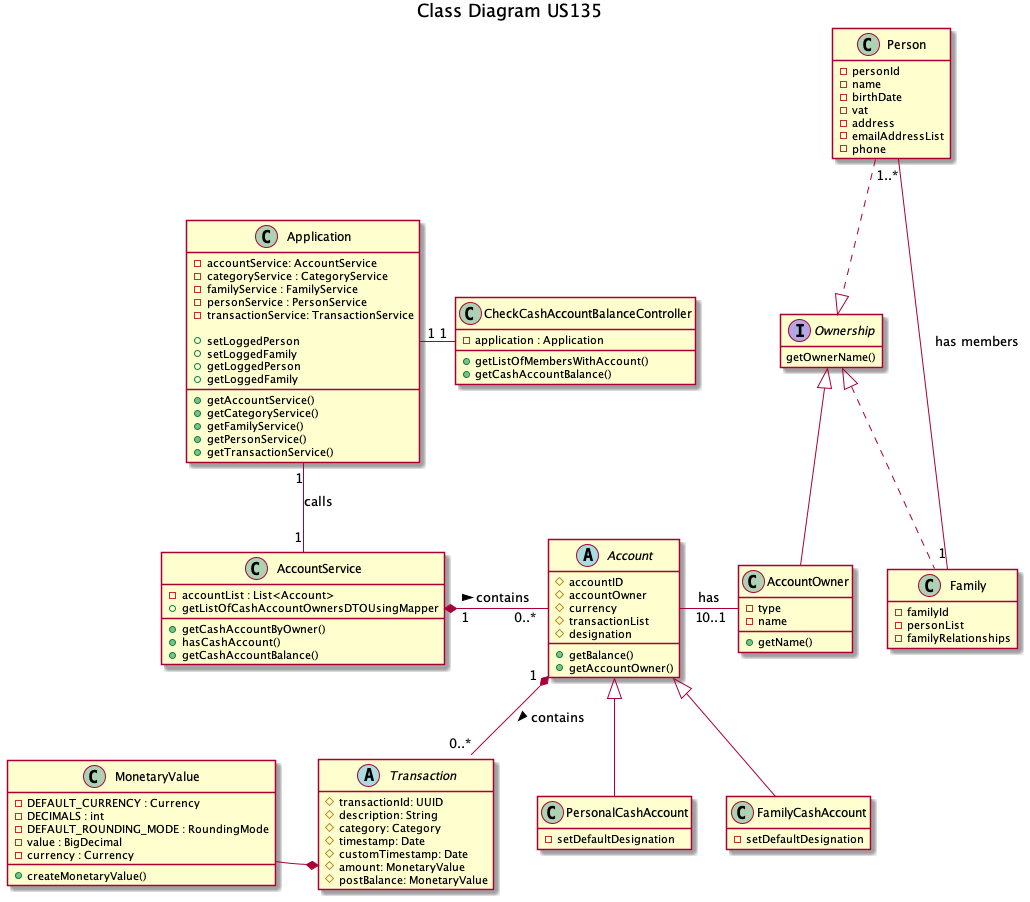 Class Diagram US135
C Person
personId
name
birthDate
vat
address
emailAddressList
phone
1..*
C Application
accountService: AccountService
categoryService : CategoryService
familyService : FamilyService
personService : PersonService
transactionService: TransactionService
setLoggedPerson
setLoggedFamily
getLoggedPerson
getLoggedFamily
getAccountService()
getCategoryService()
getFamilyService()
getPersonService()
getTransactionService()
1 1
C CheckCashAccountBalanceController
application : Application
getListOfMembersWithAccount()
getCashAccountBalance()
I Ownership
getOwnerName()
has members
1
calls
1
1
C AccountService
accountList : List<Account>
getListOfCashAccountOwnersDTOUsingMapper
getCashAccountByOwner()
hasCashAccount()
getCashAccountBalance()
contains
1
0..*
A Account
accountID
accountOwner
currency
transactionList
designation
getBalance()
getAccountOwner()
has
10..1
C AccountOwner
type
name
getName()
C Family
familyId
personList
familyRelationships
1
contains
0..*
C MonetaryValue
DEFAULT_CURRENCY : Currency
DECIMALS : int
DEFAULT_ROUNDING_MODE : RoundingMode
value : BigDecimal
currency : Currency
createMonetaryValue()
A Transaction
transactionId: UUID
description: String
category: Category
timestamp: Date
customTimestamp: Date
amount: MonetaryValue
postBalance: MonetaryValue
C PersonalCashAccount
setDefaultDesignation
C FamilyCashAccount
setDefaultDesignation